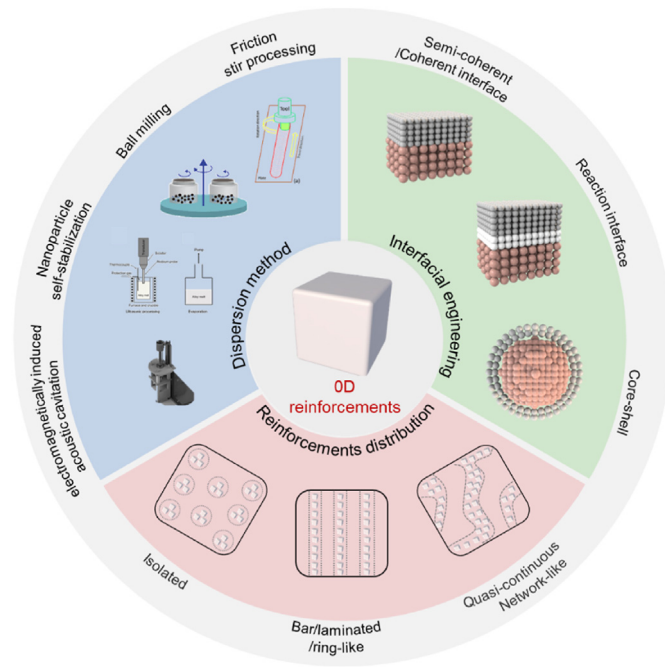 Friction
stir processing
Ball milling
Nanoparticle
self-stabilization
electromagnetically induced
acoustic cavitation
Dispersion method
(a)
Semi-coherent
/Coherent interface
Reaction interface
Core-shell
Interfacial engineering
0D
reinforcements
Reinforcements distribution
Isolated
Bar/laminated
/ring-like
Quasi-continuous
Network-like